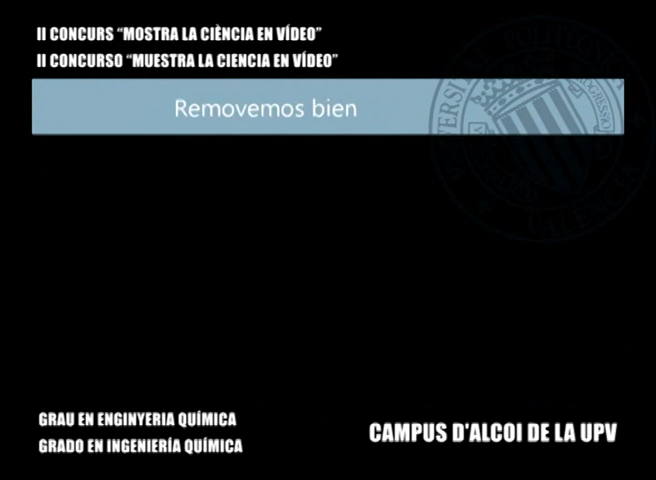 II CONCURS "MOSTRA LA CIÈNCIA EN VÍDEO"
II CONCURSO "MUESTRA LA CIENCIA EN VÍDEO"
Removemos bien
GRAU EN ENGINYERIA QUÍMICA
GRADO EN INGENIERÍA QUÍMICA
CAMPUS D'ALCOI DE LA UPV